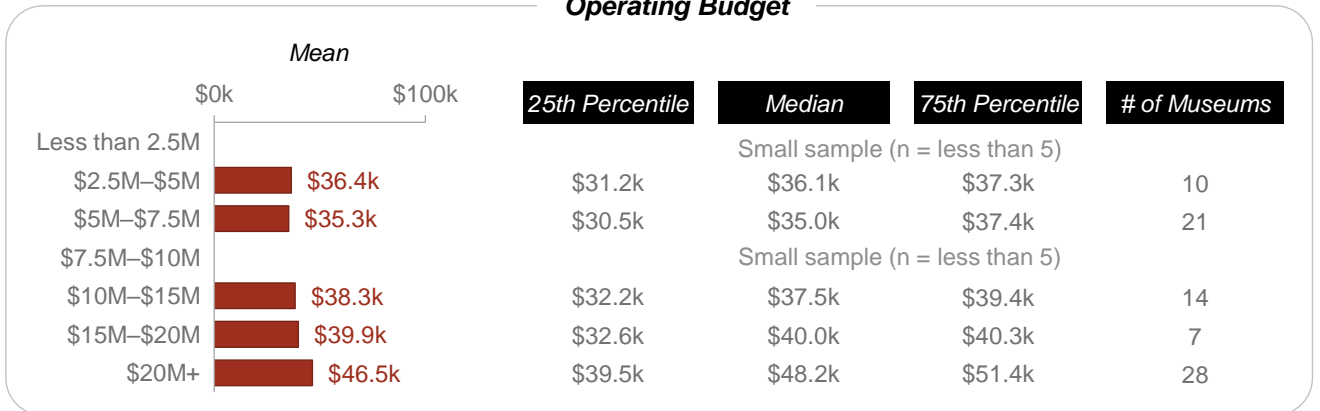 Operating Budget
Mean
$0k $100k 25th Percentile Median 75th Percentile # of Museums
Less than 2.5M Small sample (n = less than 5)
$2.5M–$5M $36.4k $31.2k $36.1k $37.3k 10
$5M–$7.5M $35.3k $30.5k $35.0k $37.4k 21
$7.5M–$10M Small sample (n = less than 5)
$10M–$15M $38.3k $32.2k $37.5k $39.4k 14
$15M–$20M $39.9k $32.6k $40.0k $40.3k 7
$20M+ $46.5k $39.5k $48.2k $51.4k 28